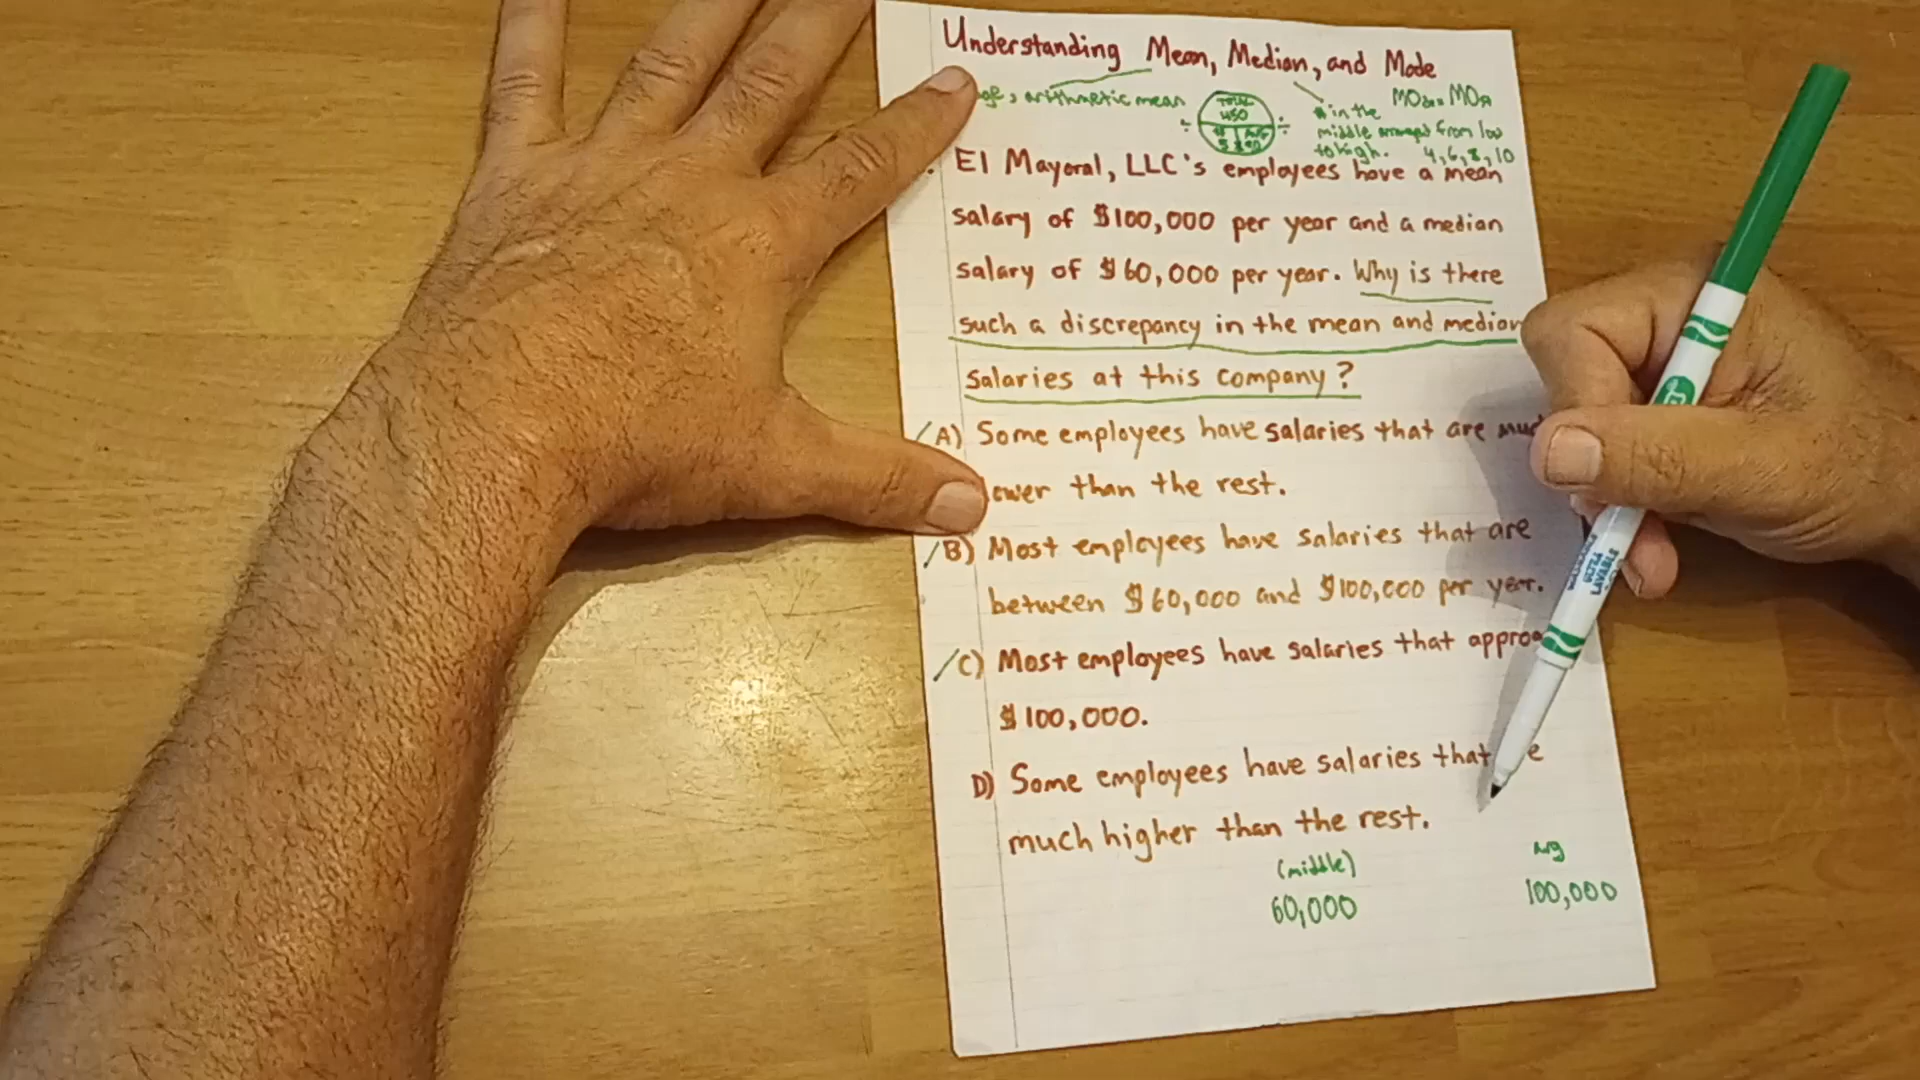 Understanding Mean, Median, and Mode
ge, arithmetic mean
TOTAL
450
÷ ÷
# in the
middle from low
to high. 4, 6, 8, 10
El Mayoral, LLC's employees have a mean
salary of $100,000 per year and a median
salary of $60,000 per year. Why is there
such a discrepancy in the mean and median
salaries at this company?
A) Some employees have salaries that are muc
lower than the rest.
B) Most employees have salaries that are
between $60,000 and $100,000 per year.
C) Most employees have salaries that approa
$100,000.
D) Some employees have salaries that e
much higher than the rest.
(middle) avg
60,000 100,000